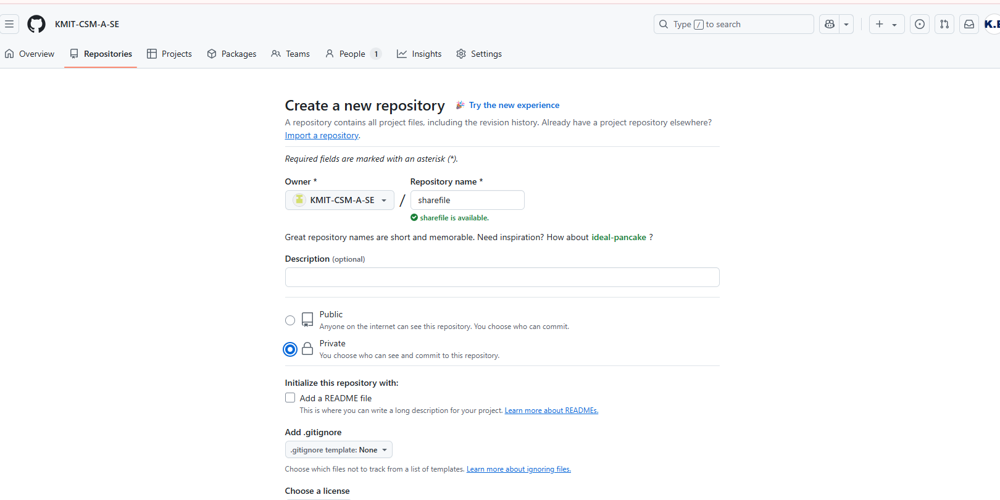 KMIT-CSM-A-SE
Type / to search
K.B
Overview Repositories Projects Packages Teams People 1 Insights Settings
Create a new repository Try the new experience
A repository contains all project files, including the revision history. Already have a project repository elsewhere?
Import a repository.
Required fields are marked with an asterisk (*).
Owner * Repository name *
KMIT-CSM-A-SE / sharefile
sharefile is available.
Great repository names are short and memorable. Need inspiration? How about ideal-pancake ?
Description (optional)
Public
Anyone on the internet can see this repository. You choose who can commit.
Private
You choose who can see and commit to this repository.
Initialize this repository with:
Add a README file
This is where you can write a long description for your project. Learn more about READMEs.
Add .gitignore
.gitignore template: None
Choose which files not to track from a list of templates. Learn more about ignoring files.
Choose a license